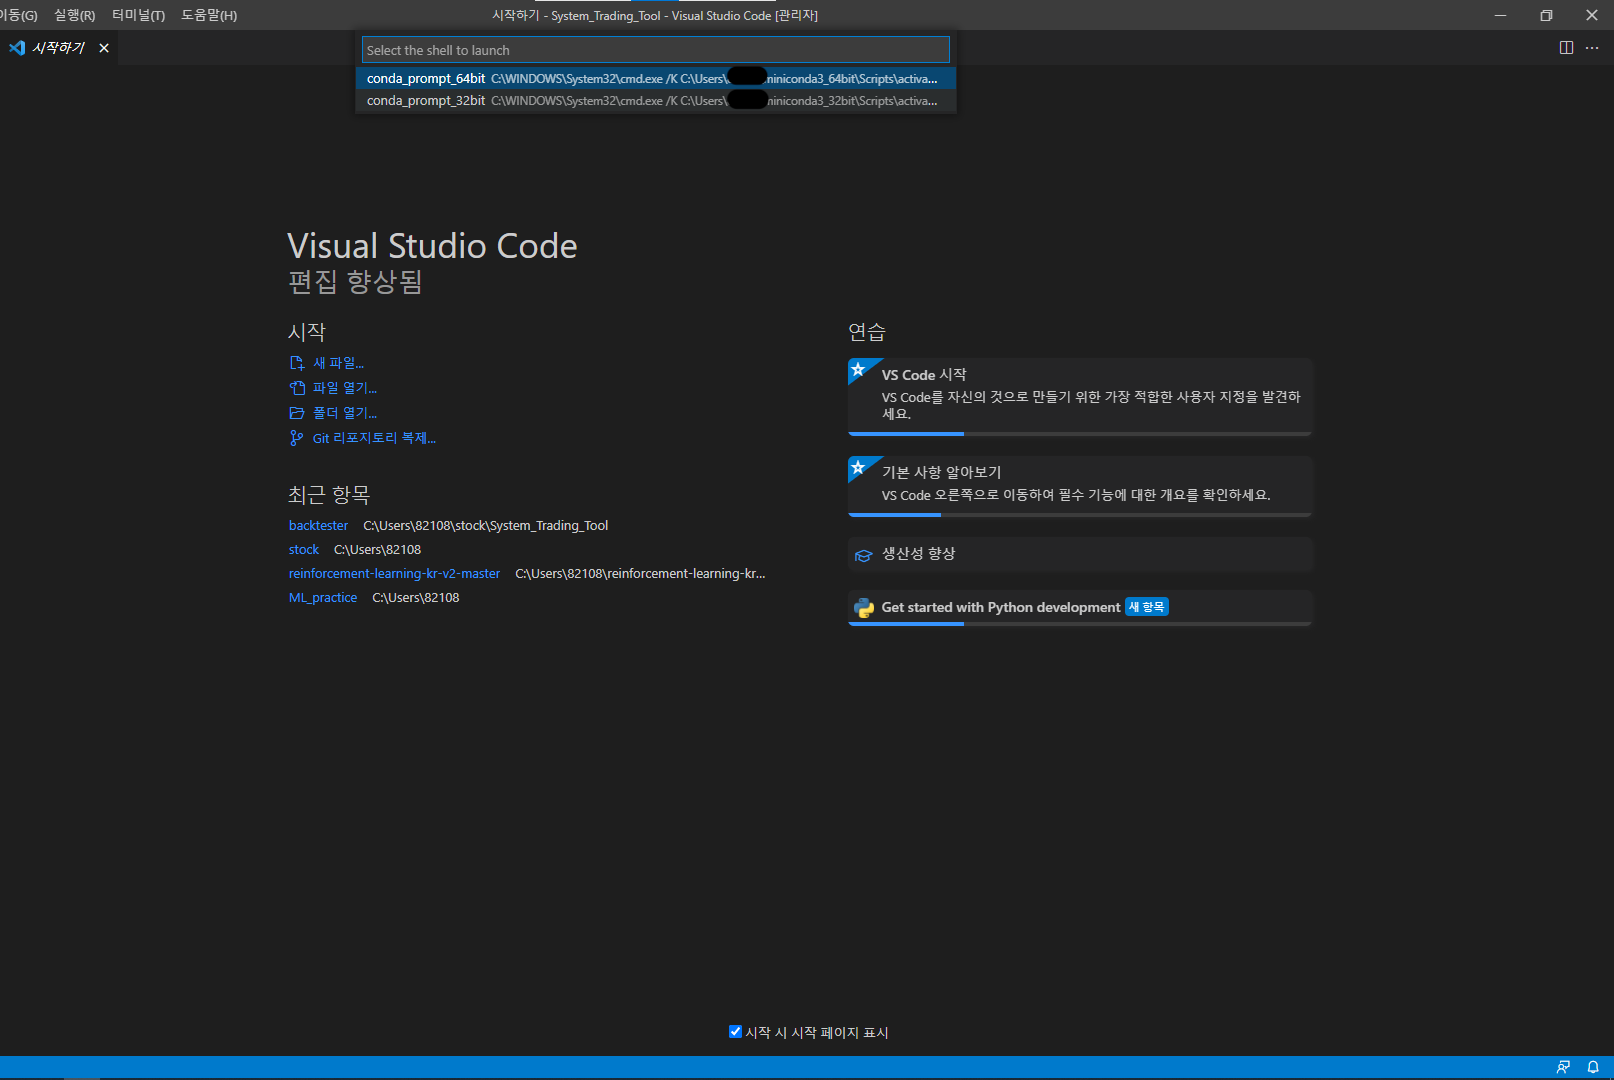 이동(G) 실행(R) 터미널(T) 도움말(H)
시작하기 - System_Trading_Tool - Visual Studio Code [관리자]
시작하기
Select the shell to launch
conda_prompt_64bit C:\WINDOWS\System32\cmd.exe /K C:\Users\ miniconda3_64bit\Scripts\activa...
conda_prompt_32bit C:\WINDOWS\System32\cmd.exe /K C:\Users\ miniconda3_32bit\Scripts\activa...
Visual Studio Code
편집 향상됨
시작
새 파일...
파일 열기...
폴더 열기...
Git 리포지토리 복제...
최근 항목
backtester C:\Users\82108\stock\System_Trading_Tool
stock C:\Users\82108
reinforcement-learning-kr-v2-master C:\Users\82108\reinforcement-learning-kr...
ML_practice C:\Users\82108
연습
VS Code 시작
VS Code를 자신의 것으로 만들기 위한 가장 적합한 사용자 지정을 발견하
세요.
기본 사항 알아보기
VS Code 오른쪽으로 이동하여 필수 기능에 대한 개요를 확인하세요.
생산성 향상
Get started with Python development 새 항목
시작 시 시작 페이지 표시